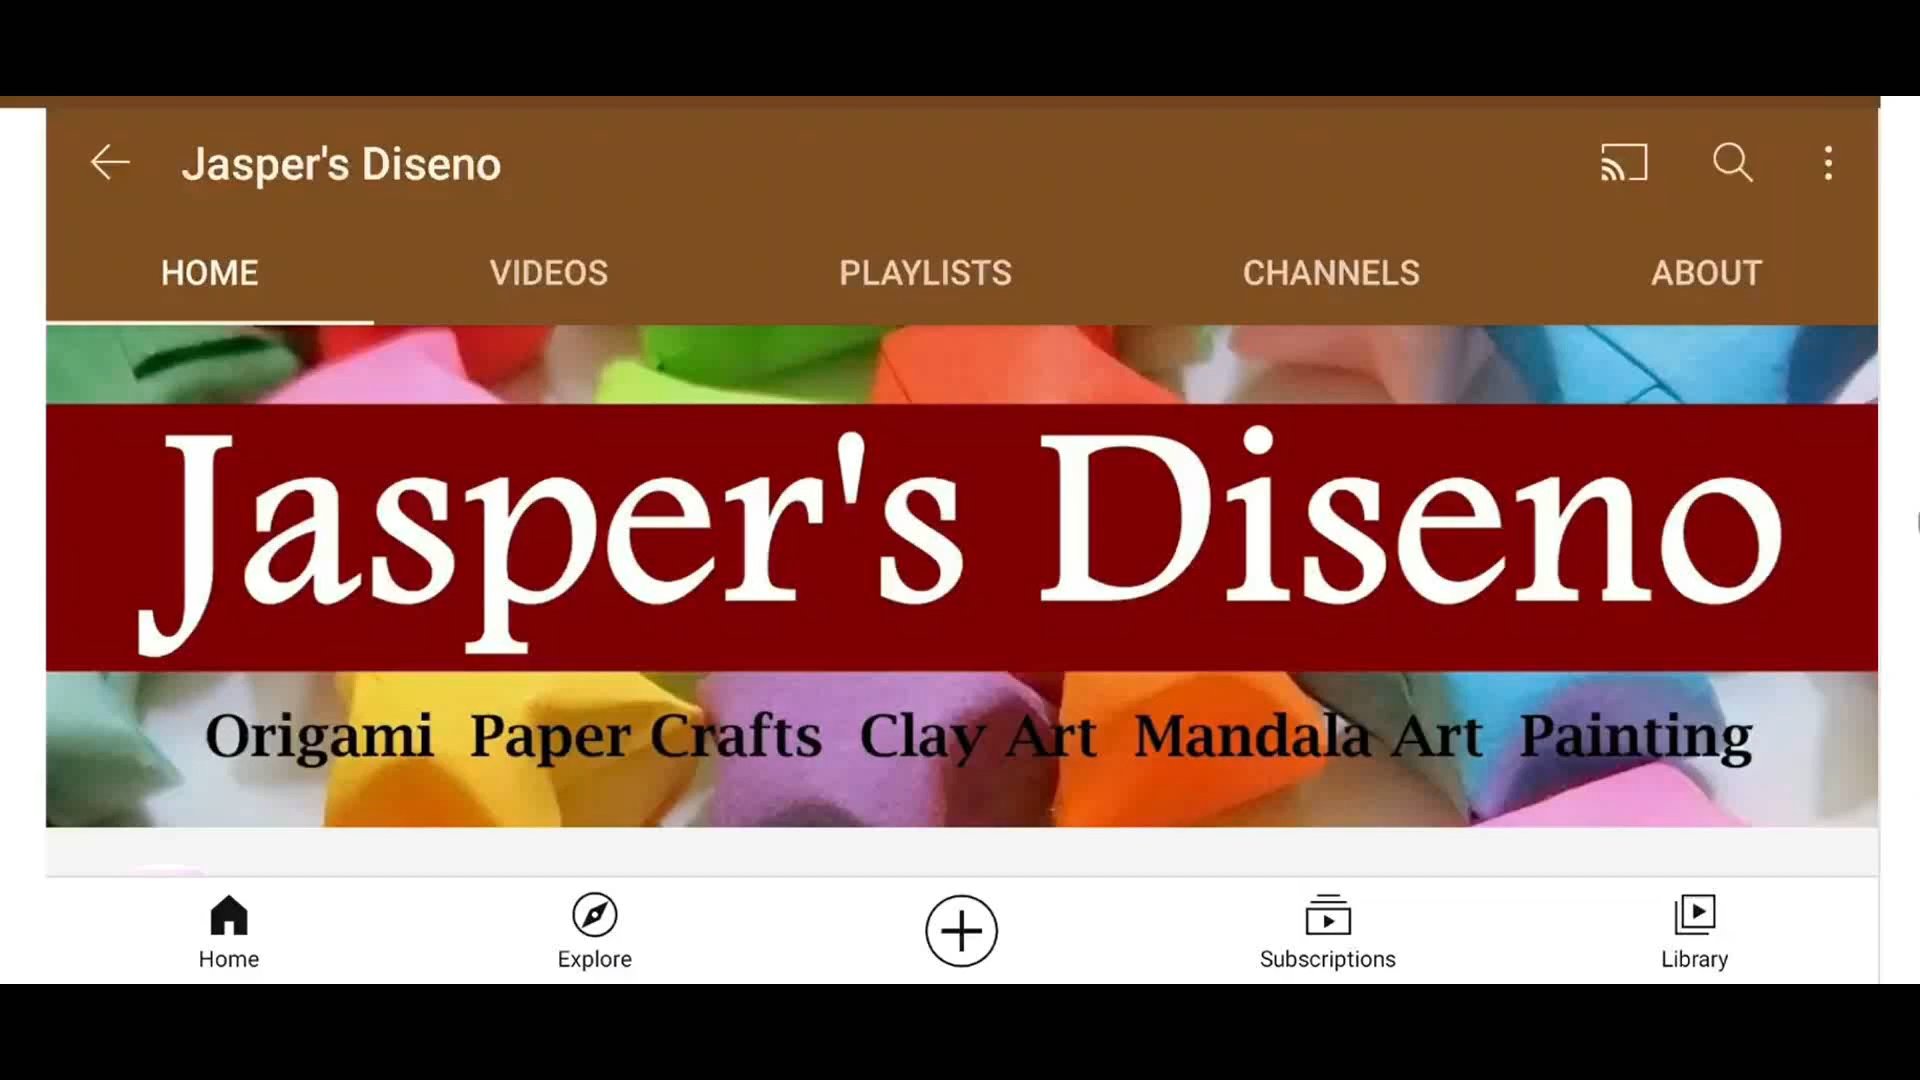 Jasper's Diseno
HOME VIDEOS PLAYLISTS CHANNELS ABOUT
Jasper's Diseno
Origami Paper Crafts Clay Art Mandala Art Painting
Home Explore Subscriptions Library